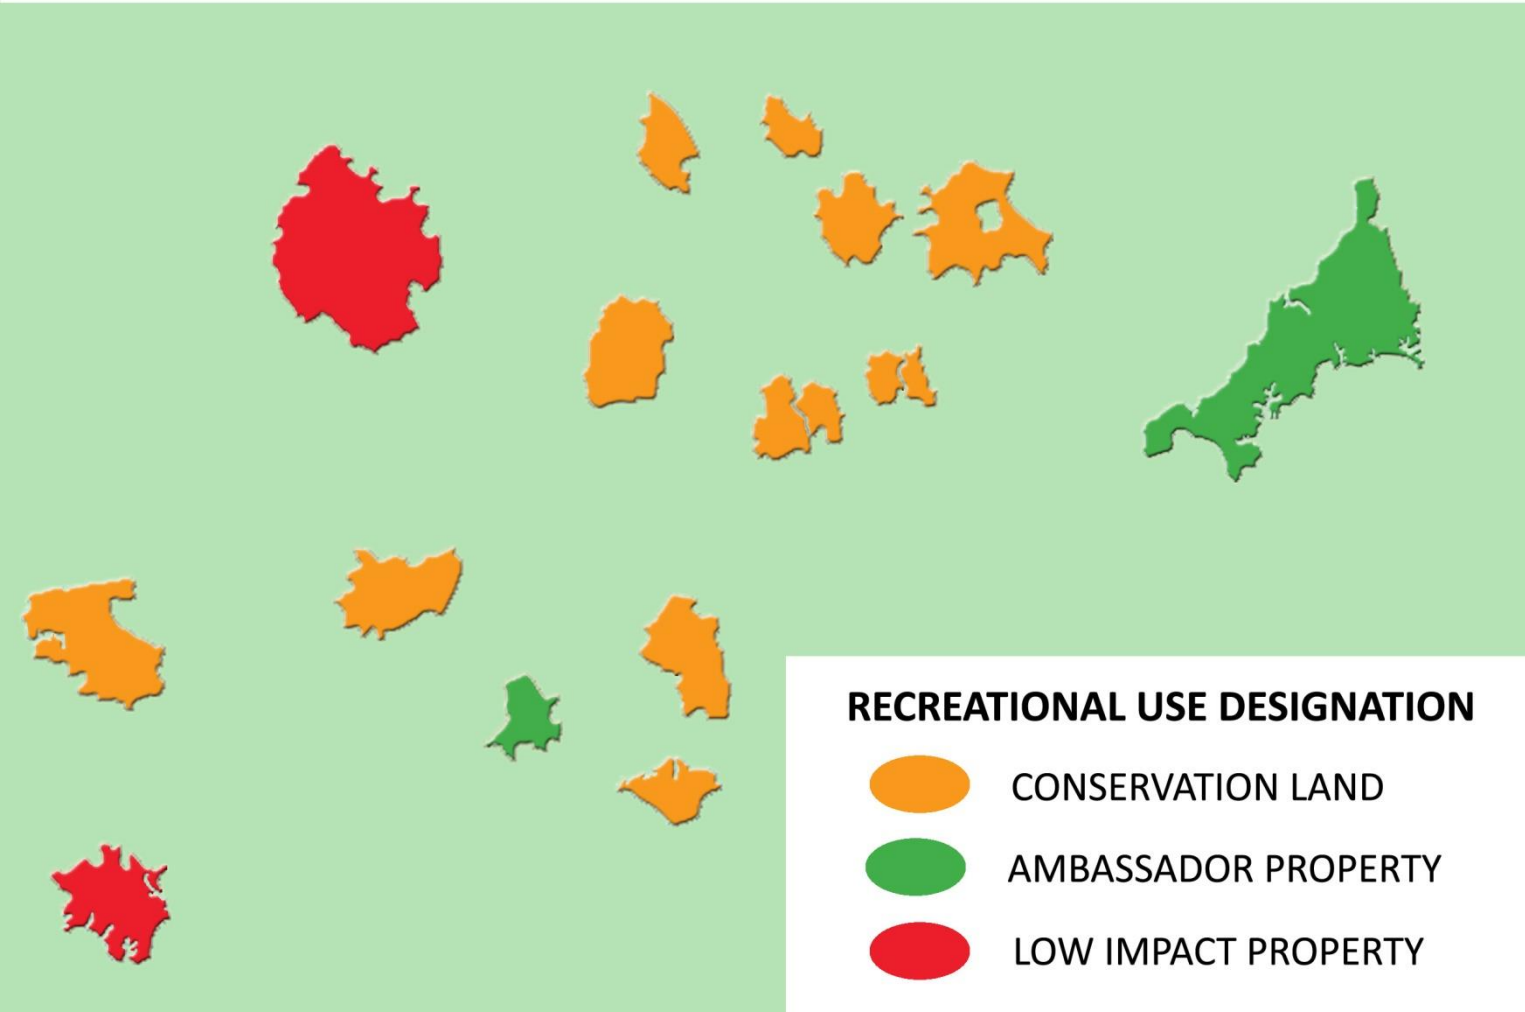 RECREATIONAL USE DESIGNATION
CONSERVATION LAND
AMBASSADOR PROPERTY
LOW IMPACT PROPERTY